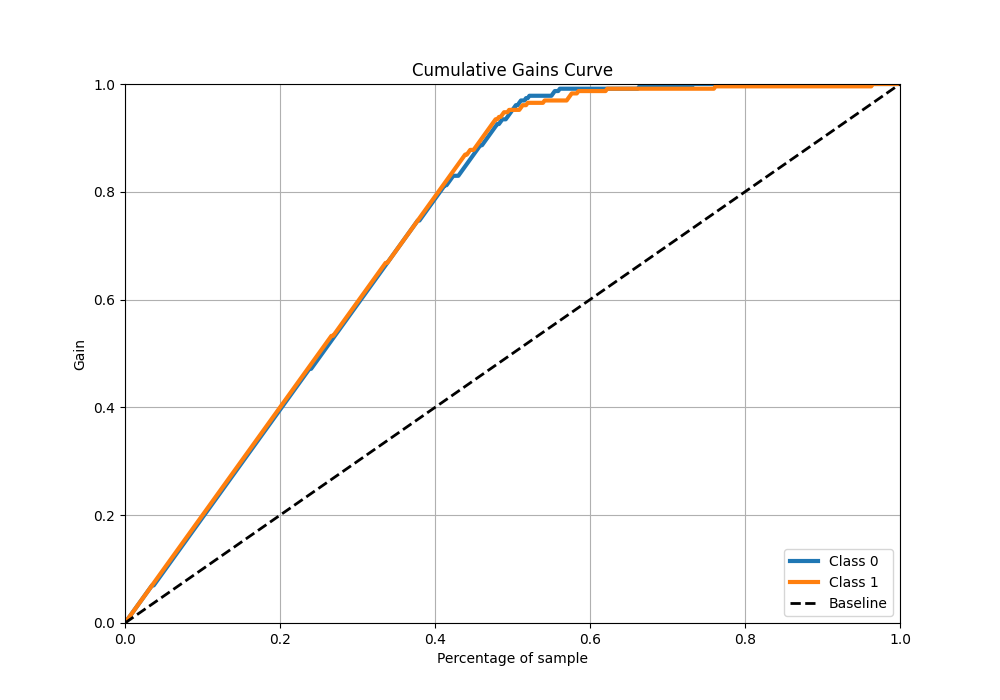 Cumulative Gains Curve
1.0
0.8
0.6
0.4
0.2
0.0
Gain
0.0 0.2 0.4 0.6 0.8 1.0
Percentage of sample
Class 0
Class 1
Baseline